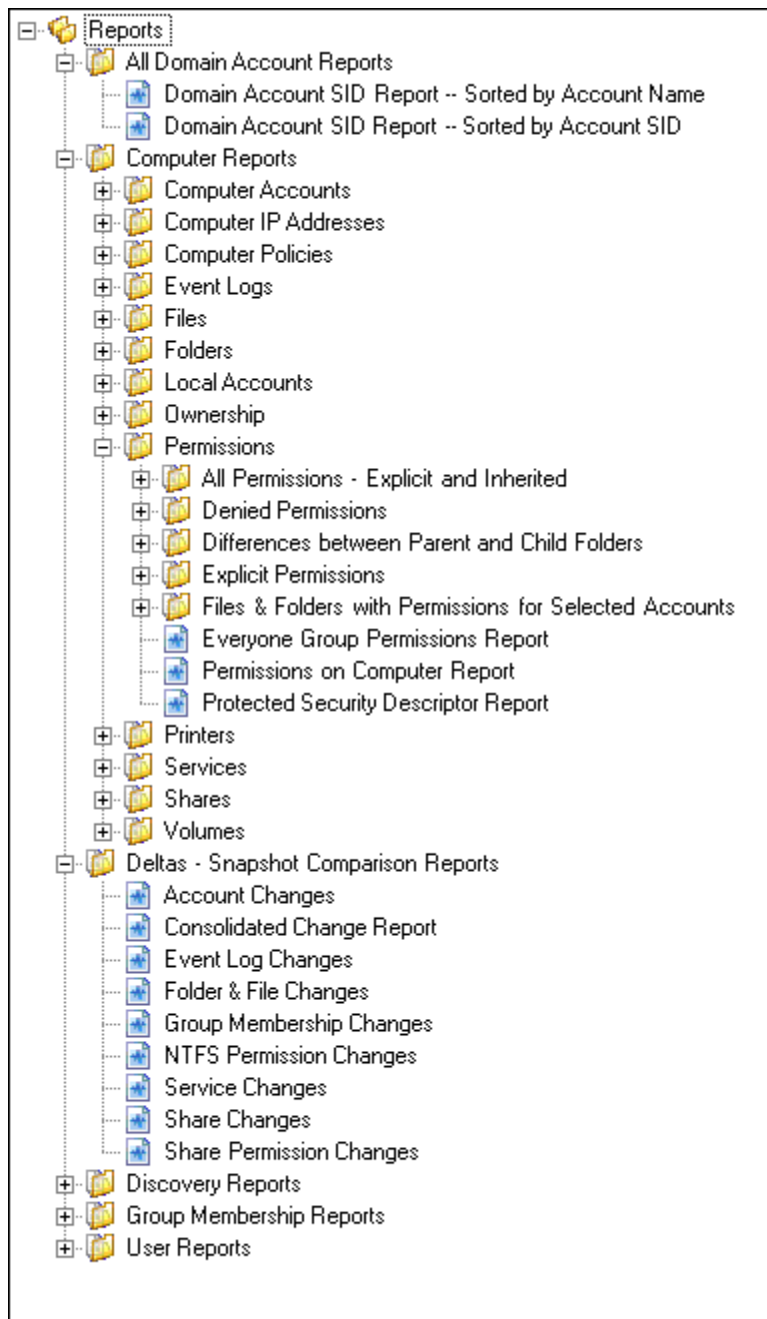 Reports
All Domain Account Reports
Domain Account SID Report -- Sorted by Account Name
Domain Account SID Report -- Sorted by Account SID
Computer Reports
Computer Accounts
Computer IP Addresses
Computer Policies
Event Logs
Files
Folders
Local Accounts
Ownership
Permissions
All Permissions - Explicit and Inherited
Denied Permissions
Differences between Parent and Child Folders
Explicit Permissions
Files & Folders with Permissions for Selected Accounts
Everyone Group Permissions Report
Permissions on Computer Report
Protected Security Descriptor Report
Printers
Services
Shares
Volumes
Deltas - Snapshot Comparison Reports
Account Changes
Consolidated Change Report
Event Log Changes
Folder & File Changes
Group Membership Changes
NTFS Permission Changes
Service Changes
Share Changes
Share Permission Changes
Discovery Reports
Group Membership Reports
User Reports